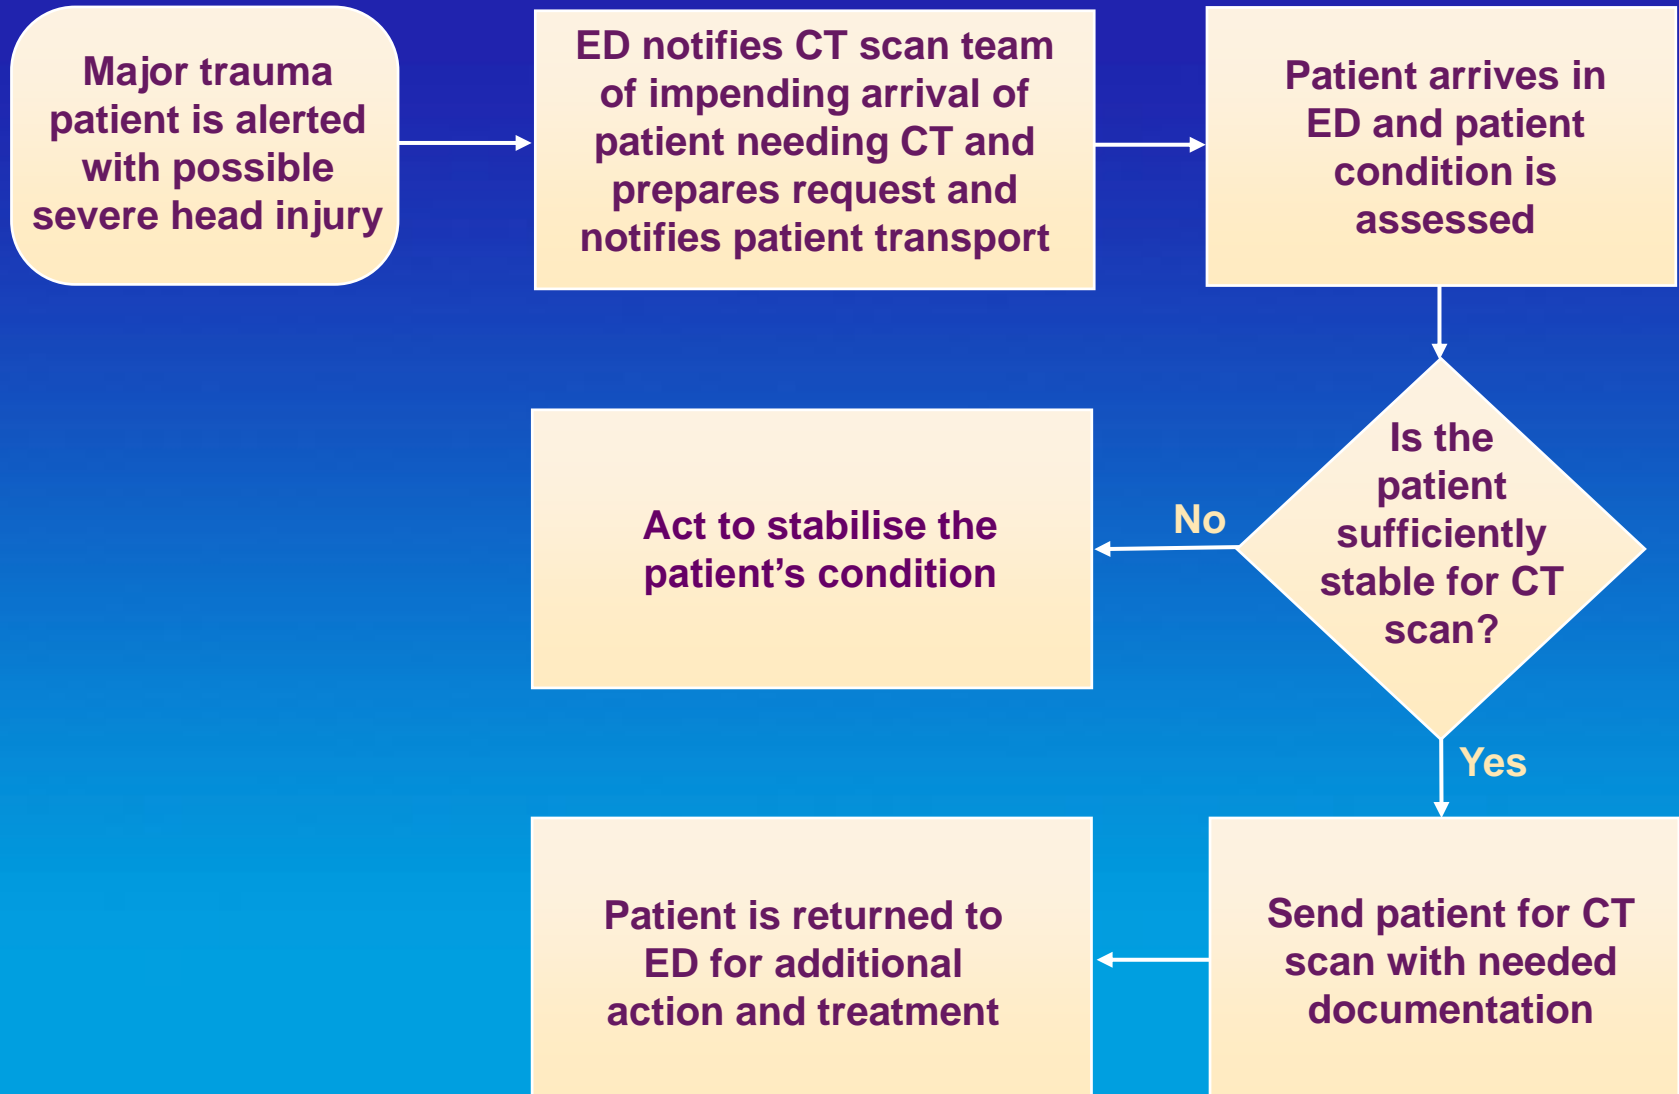 Major trauma
patient is alerted
with possible
severe head injury
ED notifies CT scan team
of impending arrival of
patient needing CT and
prepares request and
notifies patient transport
Patient arrives in
ED and patient
condition is
assessed
Is the
patient
sufficiently
stable for CT
scan?
No
Act to stabilise the
patient’s condition
Yes
Send patient for CT
scan with needed
documentation
Patient is returned to
ED for additional
action and treatment